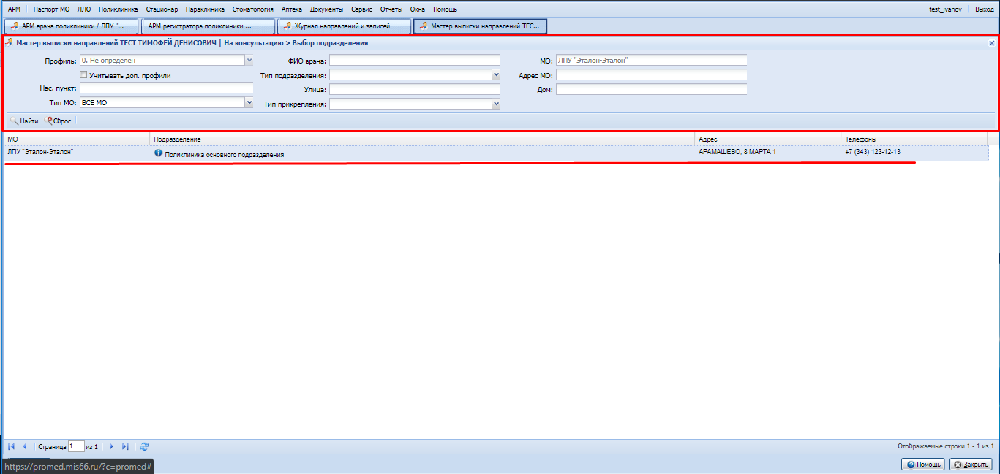 АРМ Паспорт МО ЛЛО Поликлиника Стационар Параклиника Стоматология Аптека Документы Сервис Отчеты Окна Помощь test_ivanov Выход
АРМ врача поликлиники / ЛПУ "... АРМ регистратора поликлиники ... Журнал направлений и записей Мастер выписки направлений ТЕС...
Мастер выписки направлений ТЕСТ ТИМОФЕЙ ДЕНИСОВИЧ | На консультацию > Выбор подразделения
Профиль: 0. Не определен ФИО врача: МО: ЛПУ "Эталон-Эталон"
Учитывать доп. профили Тип подразделения: Адрес МО:
Нас. пункт: Улица: Дом:
Тип МО: ВСЕ МО Тип прикрепления:
Найти Сброс
МО Подразделение Адрес Телефоны
ЛПУ "Эталон-Эталон" Поликлиника основного подразделения АРАМАШЕВО, 8 МАРТА 1 +7 (343) 123-12-13
Страница 1 из 1 Отображаемые строки 1 - 1 из 1
https://promed.mis66.ru/?c=promed# Помощь Закрыть